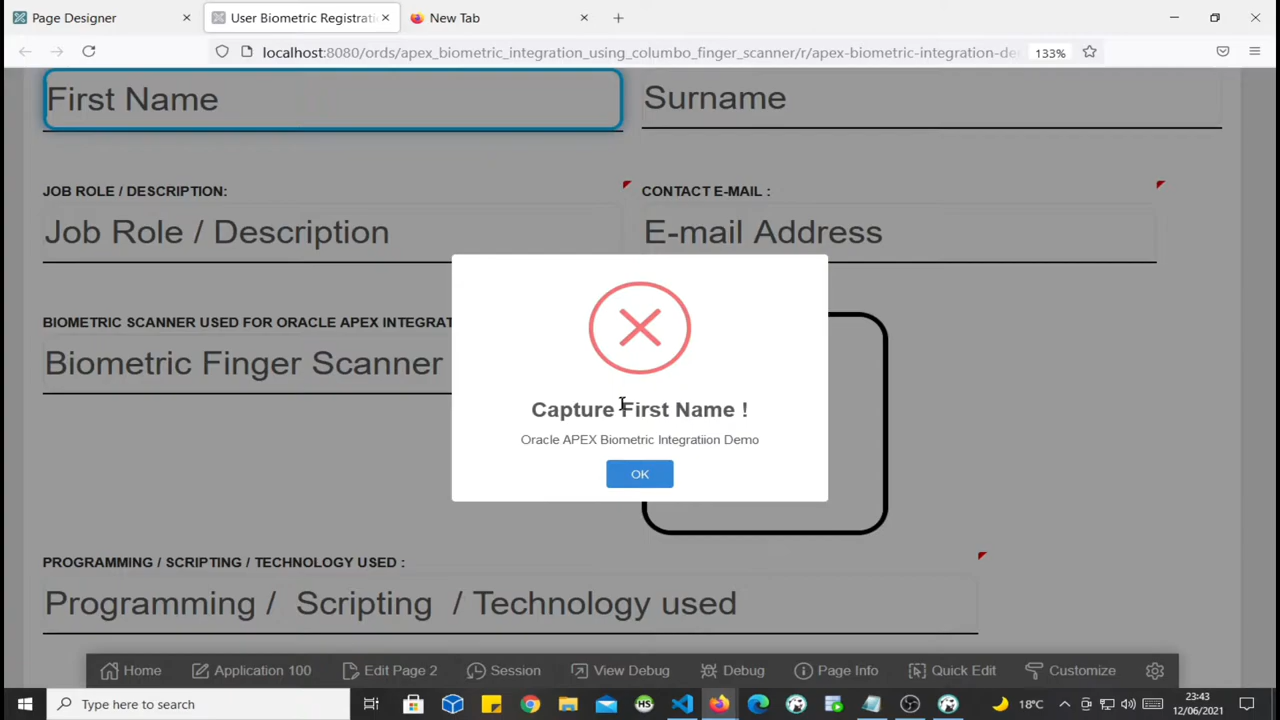 Page Designer
User Biometric Registrati
New Tab
localhost:8080/ords/apex_biometric_integration_using_columbo_finger_scanner/r/apex-biometric-integration-de
133%
First Name
Surname
JOB ROLE / DESCRIPTION:
CONTACT E-MAIL :
Job Role / Description
E-mail Address
BIOMETRIC SCANNER USED FOR ORACLE APEX INTEGRAT
Biometric Finger Scanner
Capture First Name !
Oracle APEX Biometric Integratiion Demo
OK
PROGRAMMING / SCRIPTING / TECHNOLOGY USED :
Programming / Scripting / Technology used
Home
Application 100
Edit Page 2
Session
View Debug
Debug
Page Info
Quick Edit
Customize
Type here to search
HS
18°C
23:43
12/06/2021